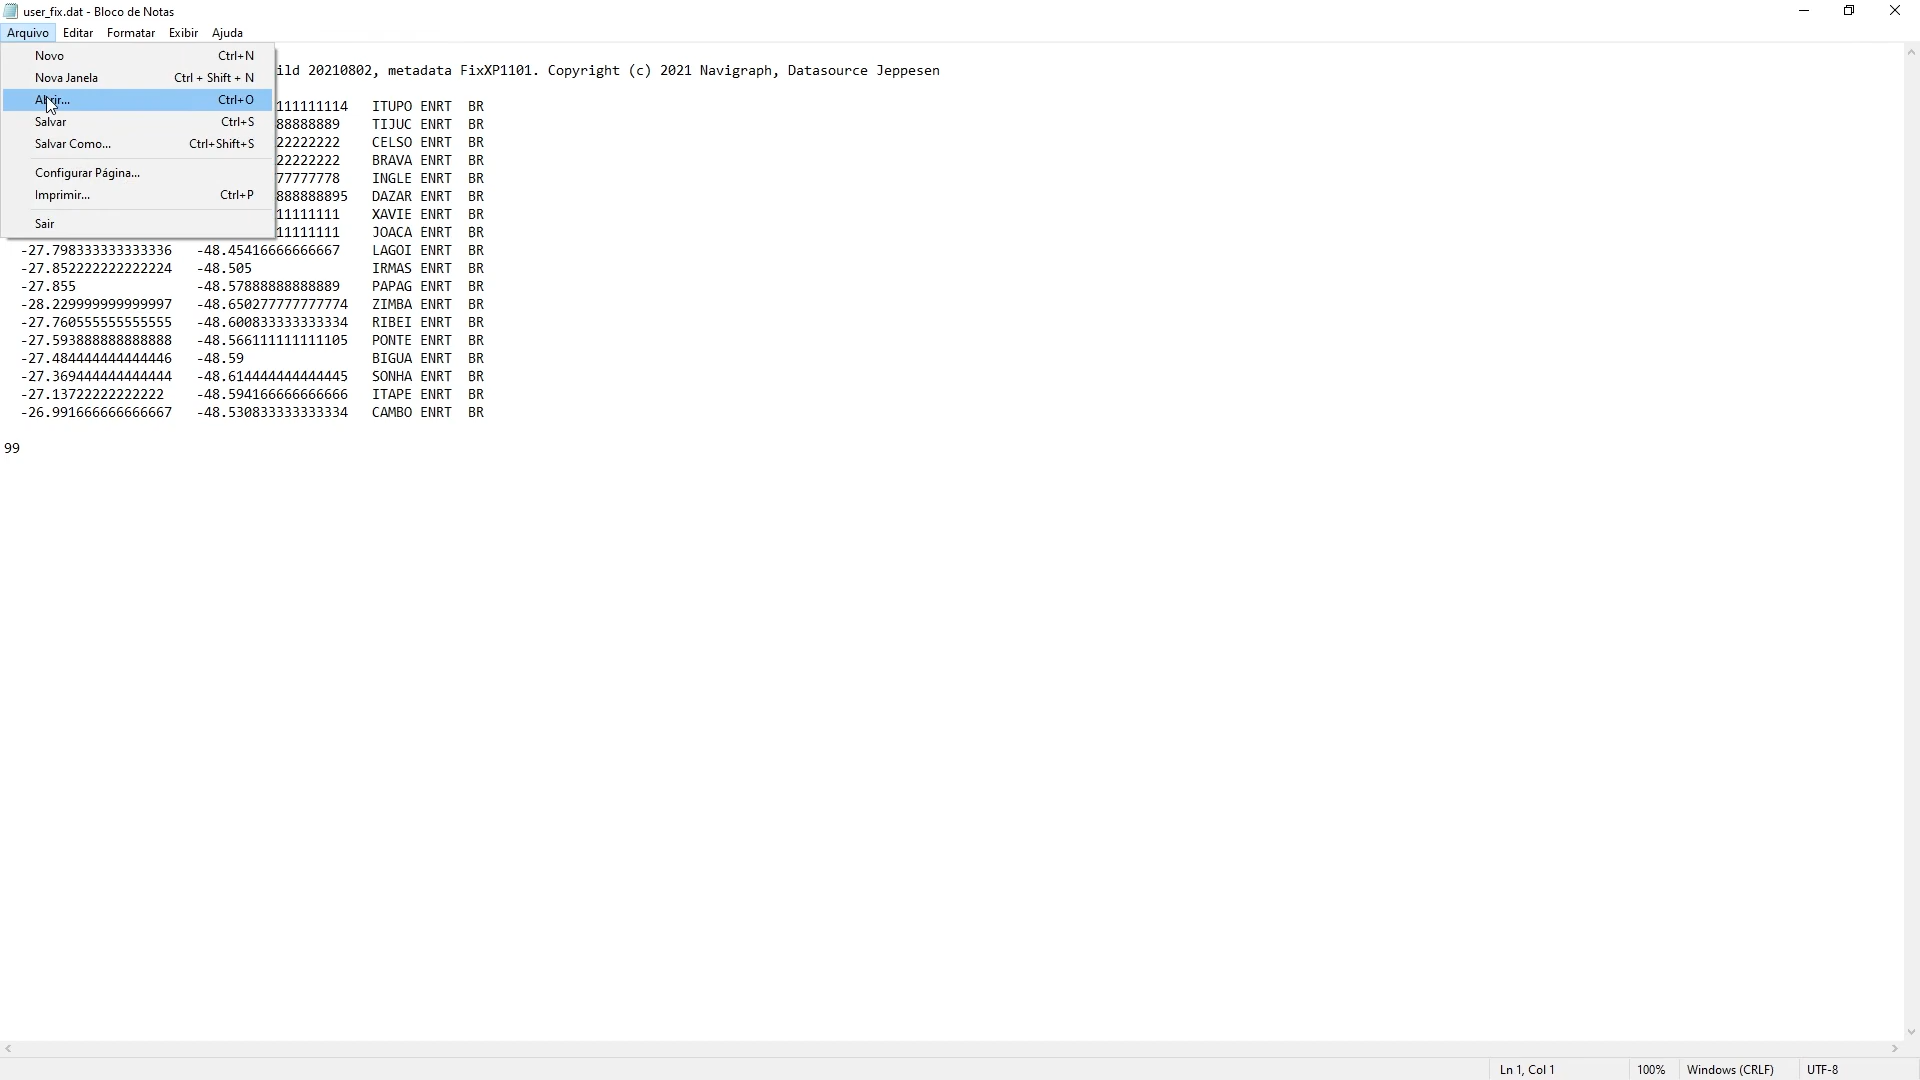 user_fix.dat - Bloco de Notas
Arquivo Editar Formatar Exibir Ajuda
Novo Ctrl+N
Nova Janela Ctrl + Shift + N
Abrir... Ctrl+O
Salvar Ctrl+S
Salvar Como... Ctrl+Shift+S
Configurar Página...
Imprimir... Ctrl+P
Sair
ild 20210802, metadata FixXP1101. Copyright (c) 2021 Navigraph, Datasource Jeppesen
111111114 ITUPO ENRT BR
88888889 TIJUC ENRT BR
22222222 CELSO ENRT BR
22222222 BRAVA ENRT BR
77777778 INGLE ENRT BR
888888895 DAZAR ENRT BR
11111111 XAVIE ENRT BR
11111111 JOACA ENRT BR
-27.798333333333336 -48.45416666666667 LAGOI ENRT BR
-27.852222222222224 -48.505 IRMAS ENRT BR
-27.855 -48.57888888888889 PAPAG ENRT BR
-28.229999999999997 -48.650277777777774 ZIMBA ENRT BR
-27.760555555555555 -48.600833333333334 RIBEI ENRT BR
-27.593888888888888 -48.566111111111105 PONTE ENRT BR
-27.484444444444446 -48.59 BIGUA ENRT BR
-27.369444444444444 -48.614444444444445 SONHA ENRT BR
-27.13722222222222 -48.594166666666666 ITAPE ENRT BR
-26.991666666666667 -48.530833333333334 CAMBO ENRT BR
99
Ln 1, Col 1 100% Windows (CRLF) UTF-8